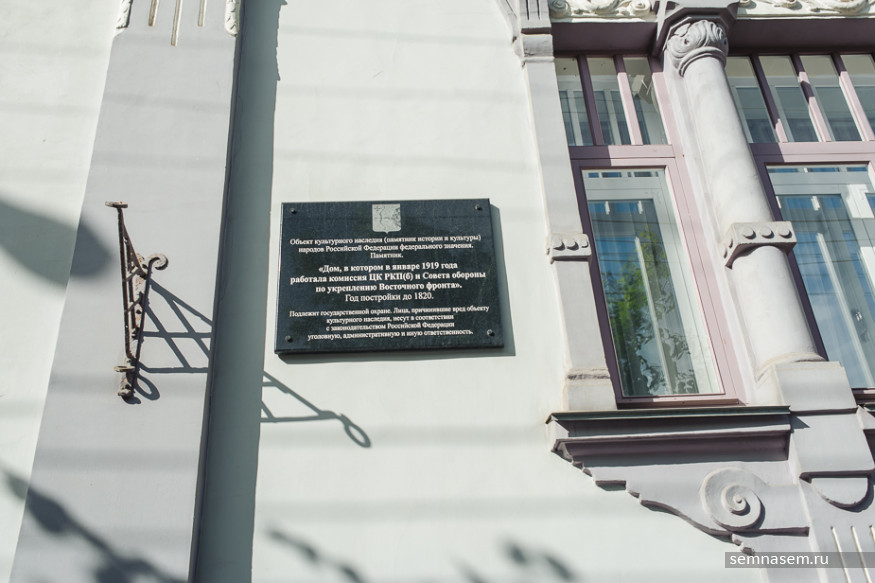 Объект культурного наследия (памятник истории и культуры)
народов Российской Федерации федерального значения.
Памятник.
«Дом, в котором в январе 1919 года
работала комиссия ЦК РКП(б) и Совета обороны
по укреплению Восточного фронта».
Год постройки до 1820.
Подлежит государственной охране. Лица, причинившие вред объекту
культурного наследия, несут в соответствии
с законодательством Российской Федерации
уголовную, административную и иную ответственность.
semnasem.ru